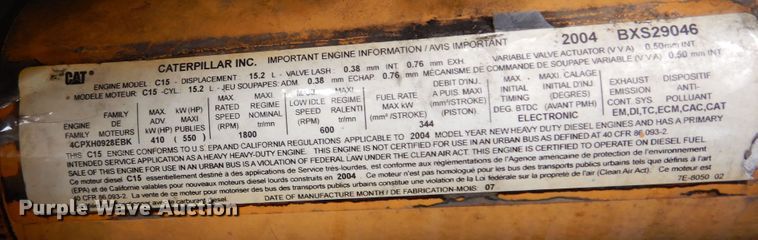 CAT
CATERPILLAR INC. IMPORTANT ENGINE INFORMATION / AVIS IMPORTANT 2004 BXS29046
ENGINE MODEL C15 - DISPLACEMENT 15.2 L - VALVE LASH 0.38 mm INT 0.76 mm EXH. VARIABLE VALVE ACTUATOR (V V A) 0.50mm INT
MODELE MOTEUR C15 -CYL. 15.2 L - JEU SOUPAPES: ADM 0.38 mm ECHAP. 0.76 mm MÉCANISME DE COMMANDE DE SOUPAPE VARIABLE (V V A) 0.50 mm INT
ENGINE FAMILY FAMILLE MOTEURS 4CPXH0928EBK
MAX ADV kW (HP) MAX kW (HP) PUBLIES 410 ( 550 )
MAXI RATED SPEED (RPM) MAXI REGIME NOMINAL (tr/mn) 1800
MAXI LOW IDLE SPEED (RPM) MAXI REGIME RALENTI (tr/mn) 600
FUEL RATE MAX kW (mm³/STROKE) DEBIT D'INJ A PUIS MAXI (mm³/STROKE) (PISTON) 344
MAX - MAXI INITIAL TIMING DEG. BTDC CALAGE INJECTION (DEGRES) (AVANT PMH) ELECTRONIC
EXHAUST EMISSION CONT. SYS DISPOSITIF ANTI- POLLUT EM,DI,TC,ECM,CAC,CAT
THIS C15 ENGINE CONFORMS TO U.S. EPA AND CALIFORNIA REGULATIONS APPLICABLE TO 2004 MODEL YEAR NEW HEAVY DUTY DIESEL ENGINES AND HAS A PRIMARY
INTENDED SERVICE APPLICATION AS A HEAVY-HEAVY-DUTY ENGINE. THIS ENGINE IS NOT CERTIFIED FOR USE IN AN URBAN BUS AS DEFINED AT 40 CFR 86.093-2.
SALE OF THIS ENGINE FOR USE IN AN URBAN BUS IS A VIOLATION OF FEDERAL LAW UNDER THE CLEAN AIR ACT. THIS ENGINE IS CERTIFIED TO OPERATE ON DIESEL FUEL
Ce moteur diesel C15 essentiellement destiné à des applications de Service très-lourdes, est conforme aux réglementations de l'Agence américaine de protection de l'environnement
(EPA) et de Californie valables pour nouveaux moteurs diesel lourds construits en 2004 Ce moteur n'est pas homologué pour les bus des transports publics urbains tels définis à l'art
40 CFR 86 093-2. La vente de ce moteur pour motoriser des bus des transports publics urbains constitue une violation de la Loi fédérale sur la propreté de l'air (Clean Air Act). Ce moteur est
carburant diesel
DATE OF MANUFACTURE MONTH / DATE DE FABRICATION-MOIS: 07
7E-8050 02
Purple Wave Auction